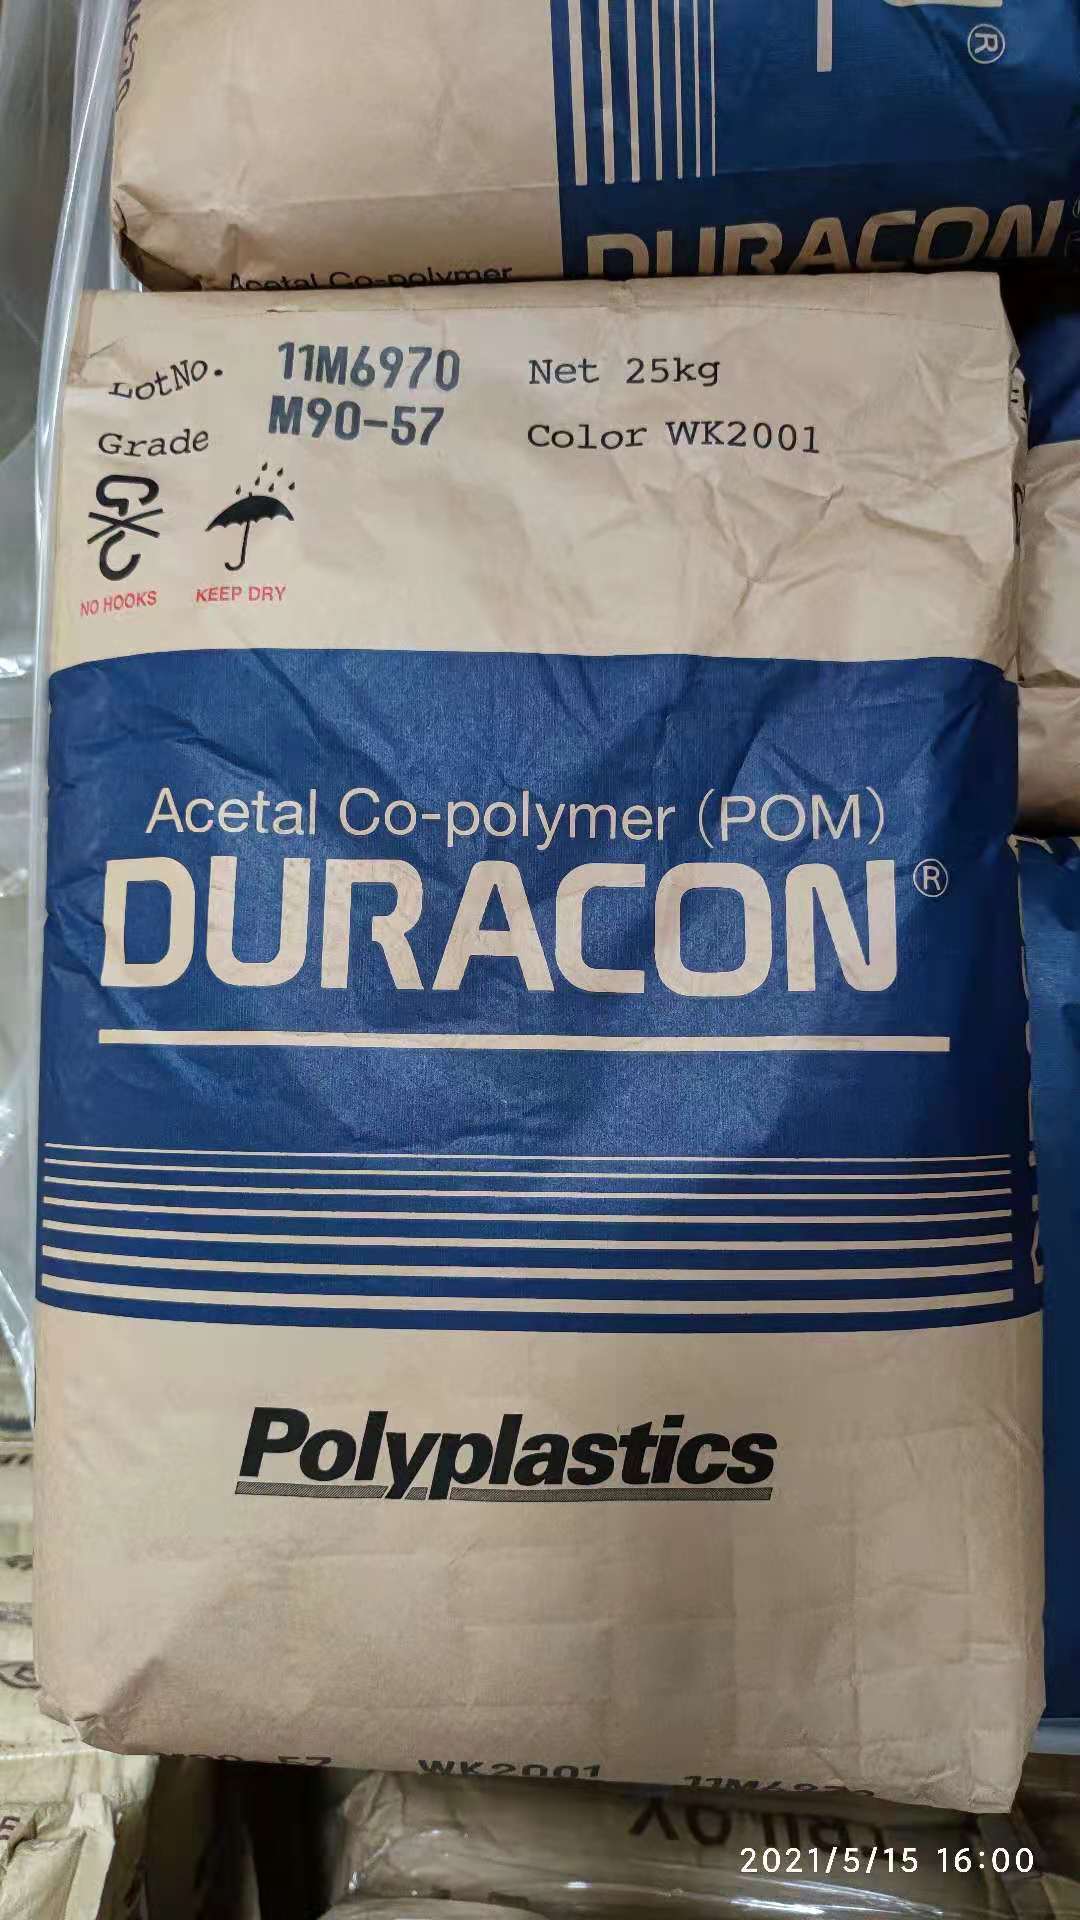 ®
DURACON
Acetal Co-polymer
Lot No. 11M6970 Net 25kg
Grade M90-57 Color WK2001
NO HOOKS KEEP DRY
Acetal Co-polymer (POM)
DURACON®
Polyplastics
WK2001 11M6970
2021/5/15 16:00